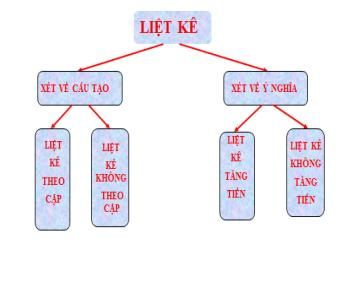 LIỆT KÊ
XÉT VỀ CẤU TẠO
XÉT VỀ Ý NGHĨA
LIỆT
KÊ
THEO
CẶP
LIỆT
KÊ
KHÔNG
THEO
CẶP
LIỆT
KÊ
TĂNG
TIẾN
LIỆT KÊ
KHÔNG
TĂNG
TIẾN